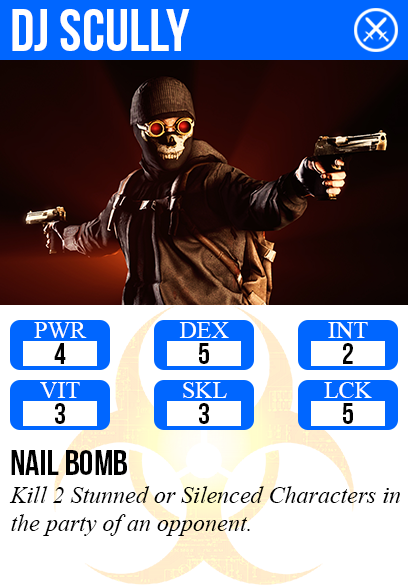 DJ SCULLY
PWR DEX INT
4 5 2
VIT SKL LCK
3 3 5
NAIL BOMB
Kill 2 Stunned or Silenced Characters in
the party of an opponent.